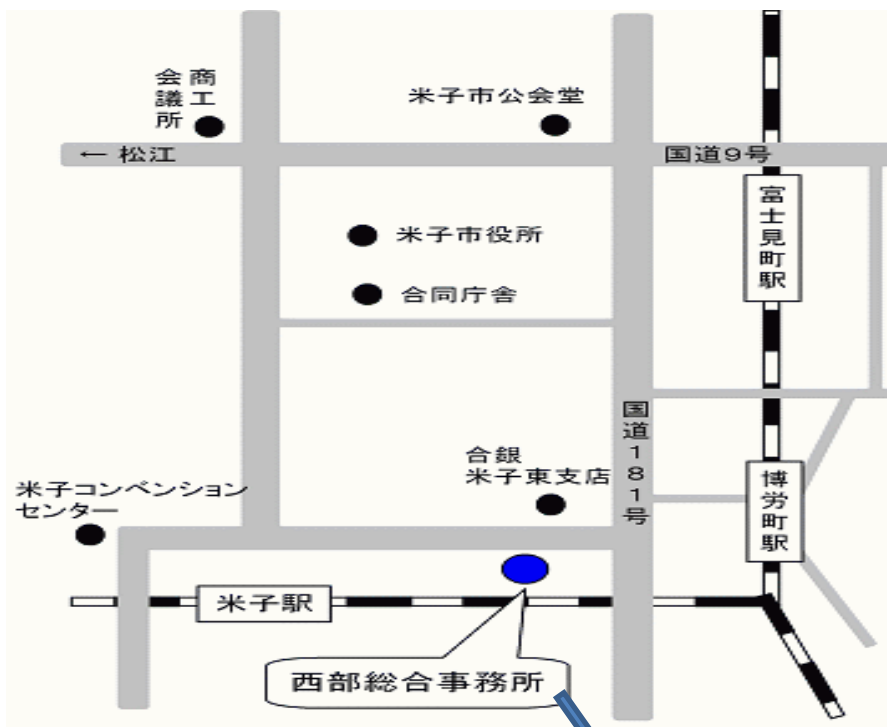 商工
会議所
米子市公会堂
← 松江
国道9号
米子市役所
合同庁舎
富士見町駅
国道181号
合銀
米子東支店
博労町駅
米子コンベンション
センター
米子駅
西部総合事務所